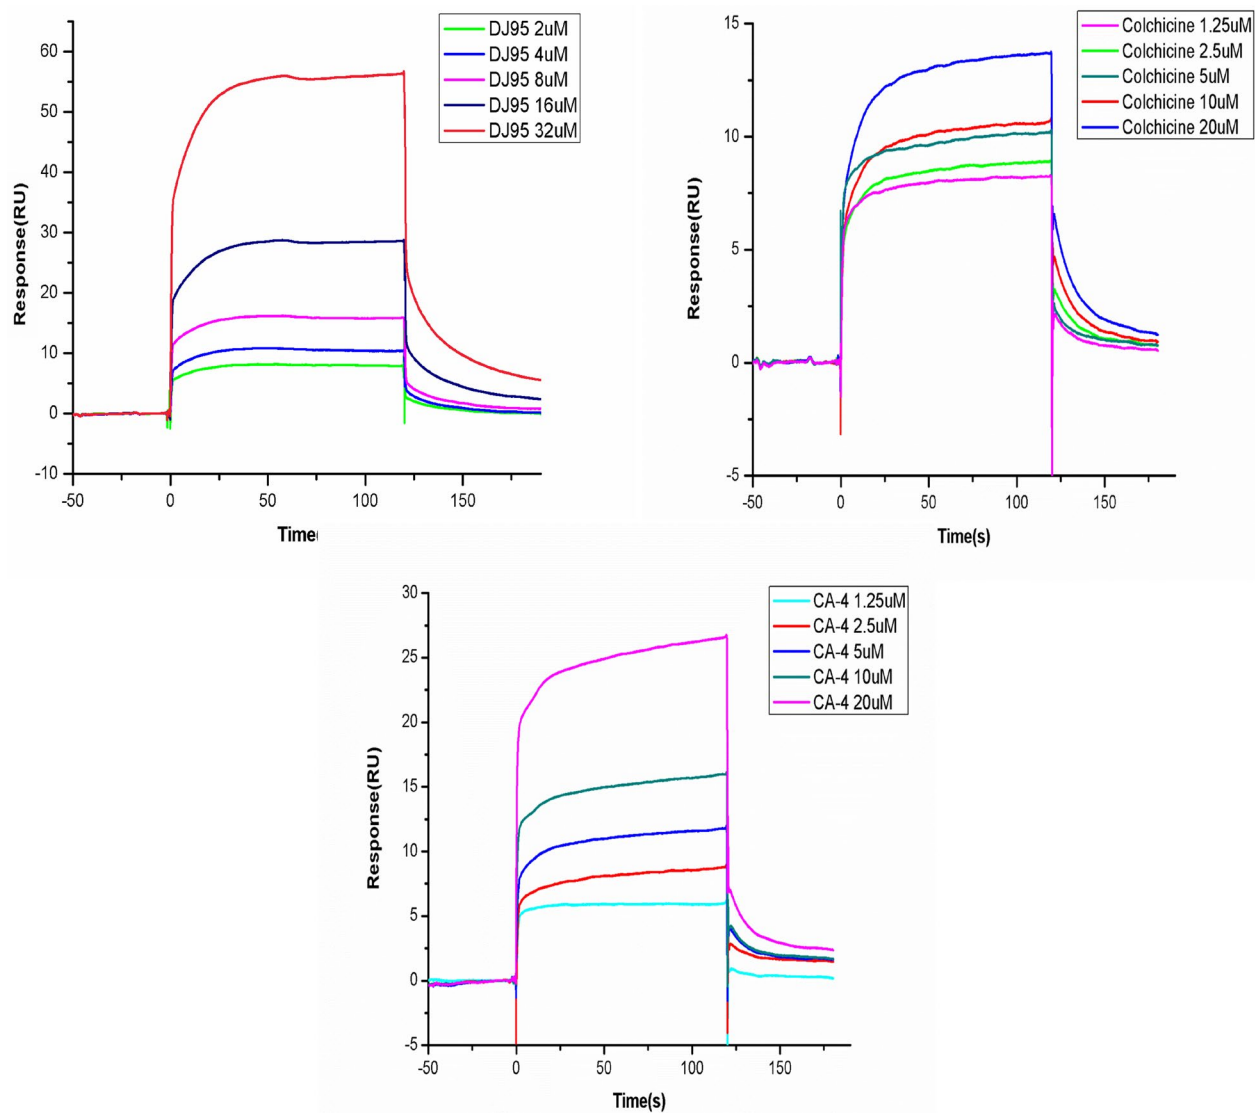 DJ95 2uM
DJ95 4uM
DJ95 8uM
DJ95 16uM
DJ95 32uM
Response(RU)
60
50
40
30
20
10
0
-10
-50
0
50
100
150
Time(
Colchicine 1.25uM
Colchicine 2.5uM
Colchicine 5uM
Colchicine 10uM
Colchicine 20uM
Response(RU)
15
10
5
0
-5
-50
0
50
100
150
Time(s)
CA-4 1.25uM
CA-4 2.5uM
CA-4 5uM
CA-4 10uM
CA-4 20uM
Response(RU)
30
25
20
15
10
5
0
-5
-50
0
50
100
150
Time(s)